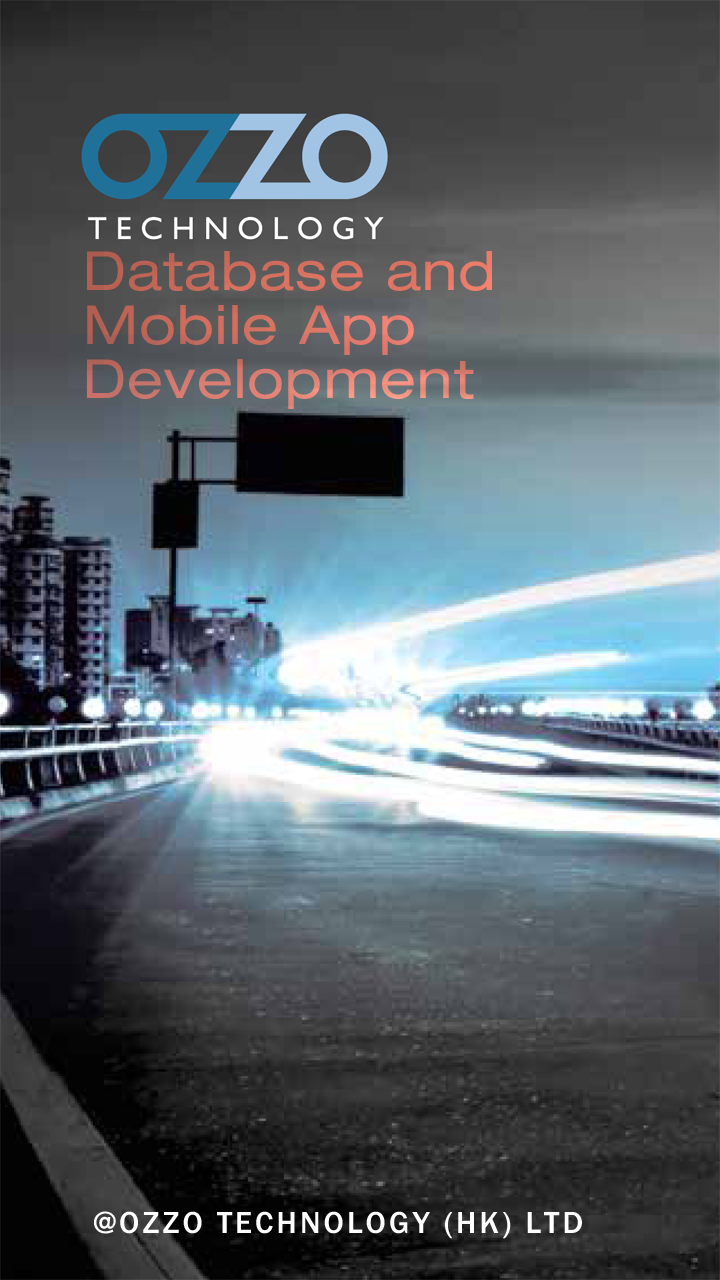 OZZO
TECHNOLOGY
Database and
Mobile App
Development
@OZZO TECHNOLOGY (HK) LTD